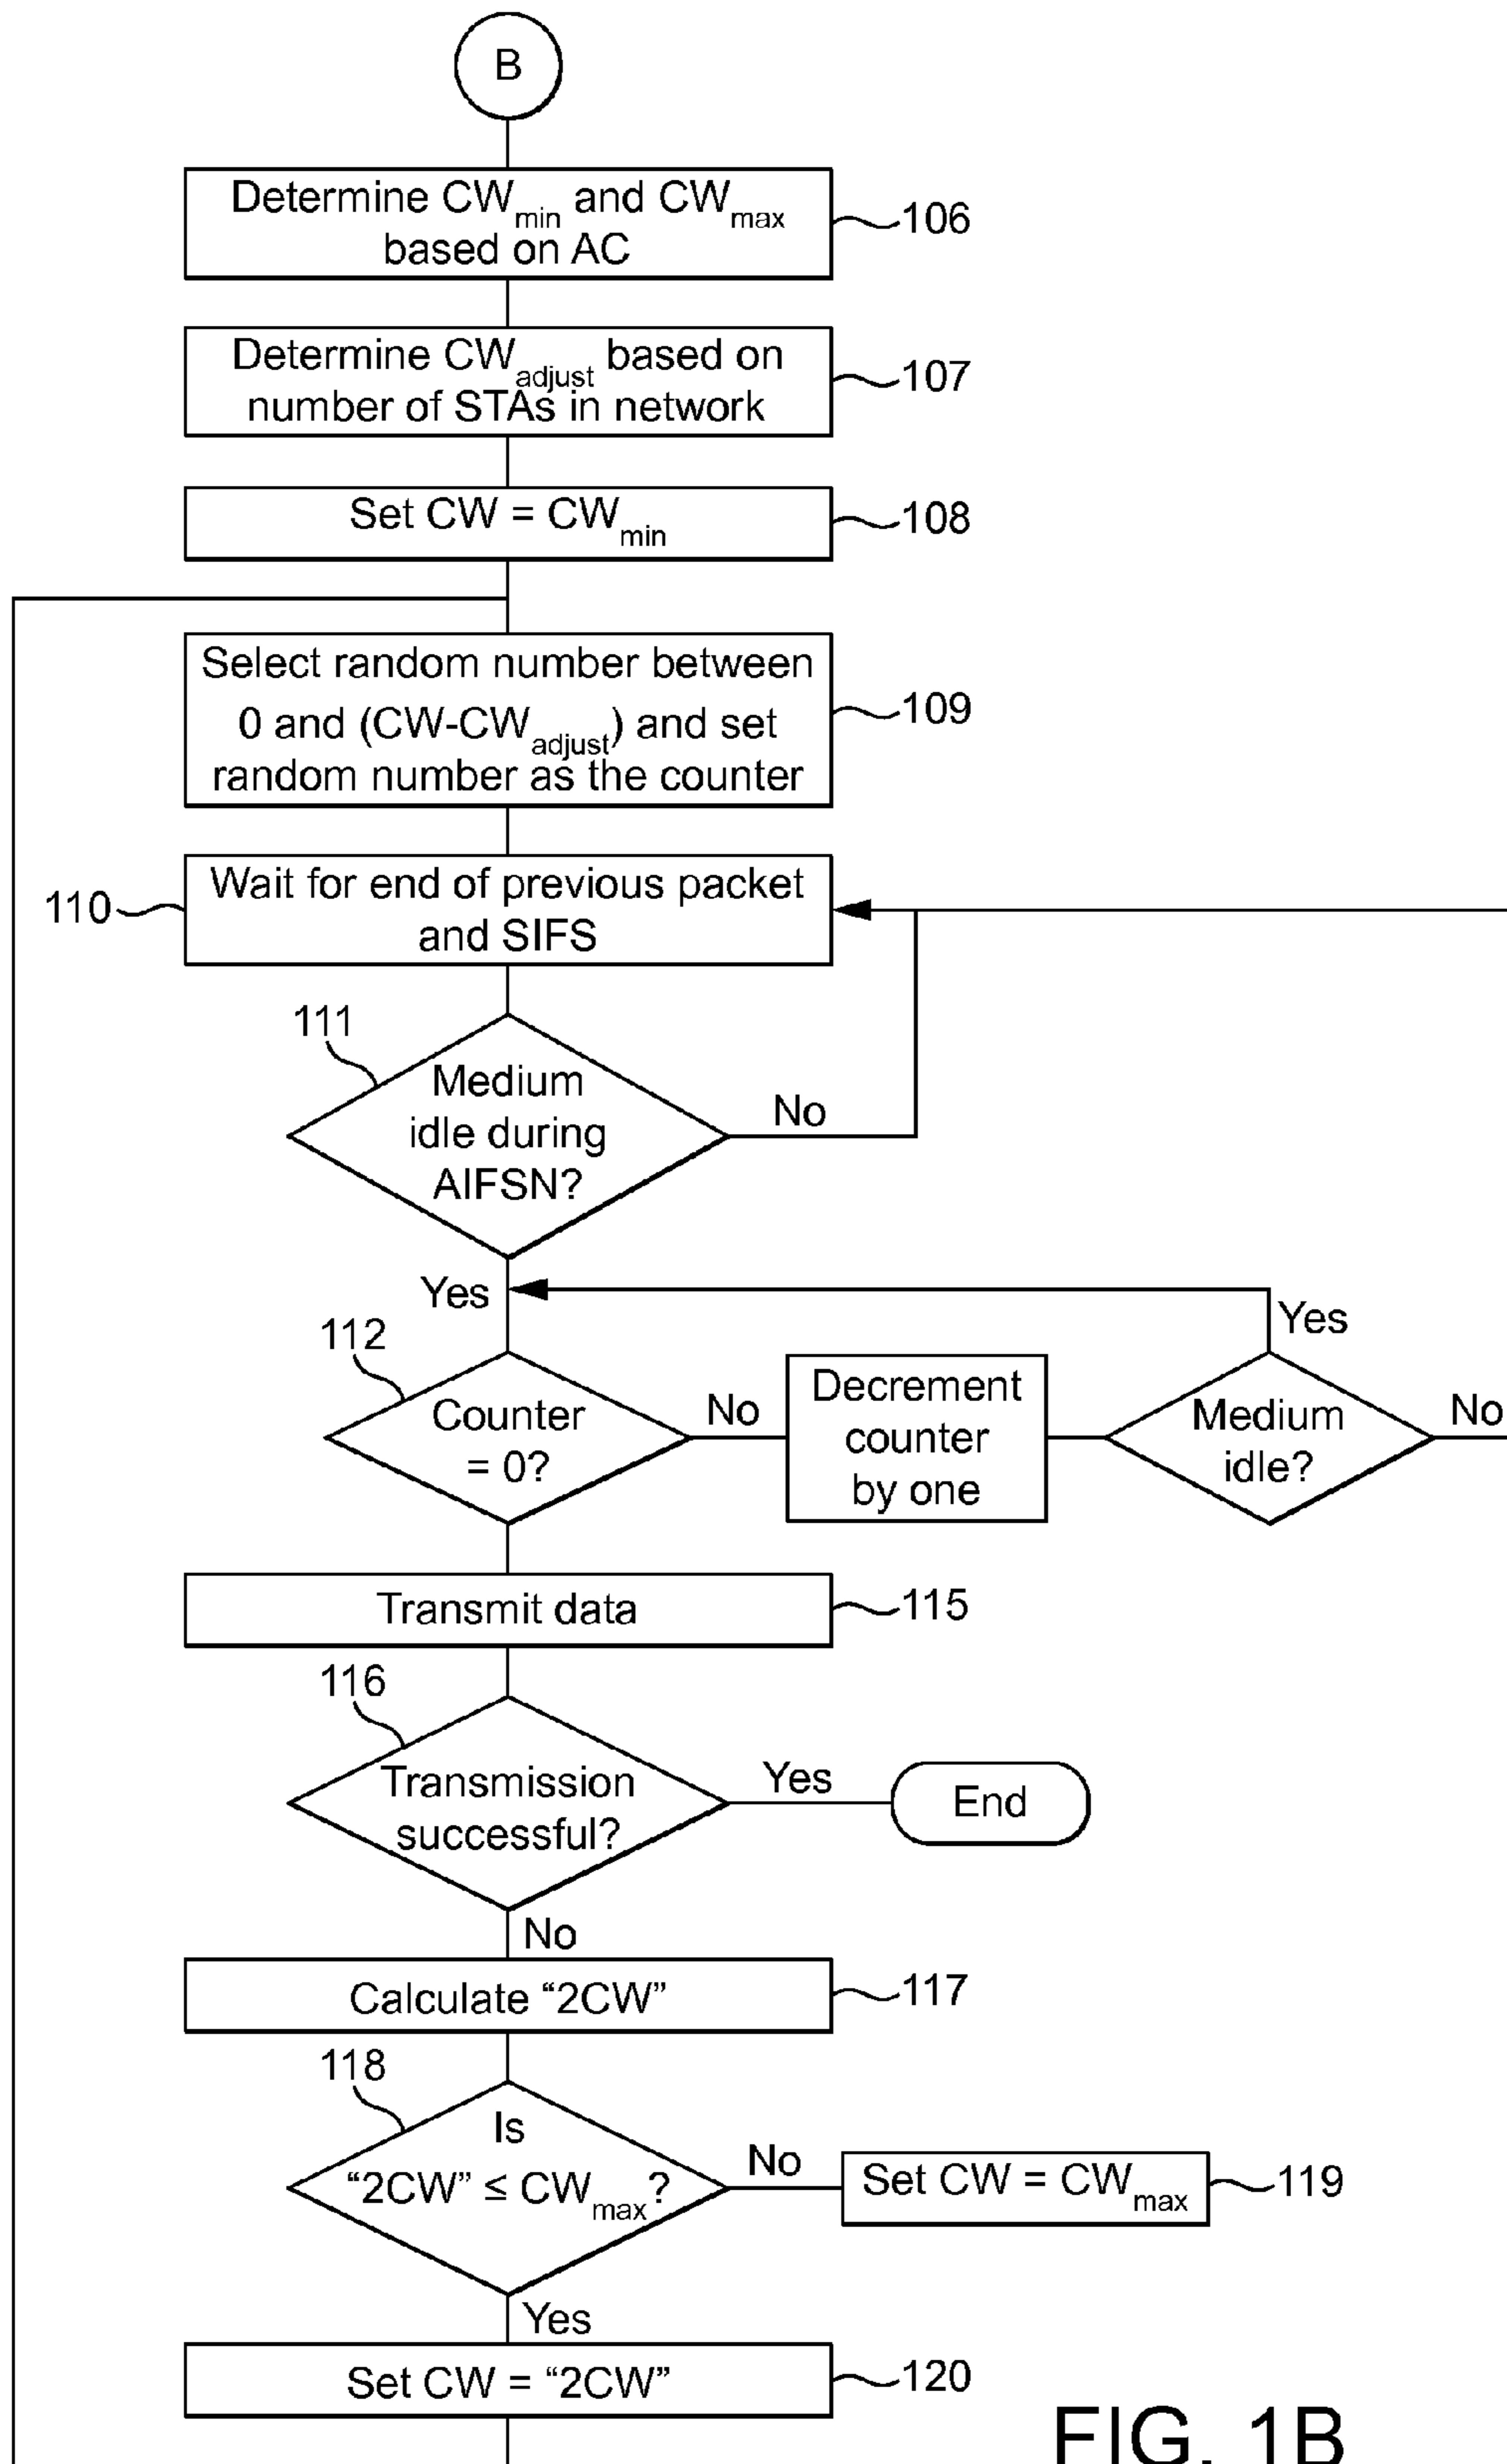 B
Determine CWmin and CWmax
based on AC
106
Determine CWadjust based on
number of STAs in network
107
Set CW = CWmin
108
Select random number between
0 and (CW-CWadjust) and set
random number as the counter
109
110
Wait for end of previous packet
and SIFS
111
Medium
idle during
AIFSN?
No
Yes
Yes
112
Counter
= 0?
No
Decrement
counter
by one
Medium
idle?
No
Transmit data
115
116
Transmission
successful?
Yes
End
No
Calculate “2CW”
117
118
Is
“2CW” ≤ CWmax?
No
Set CW = CWmax
119
Yes
Set CW = “2CW”
120
FIG. 1B